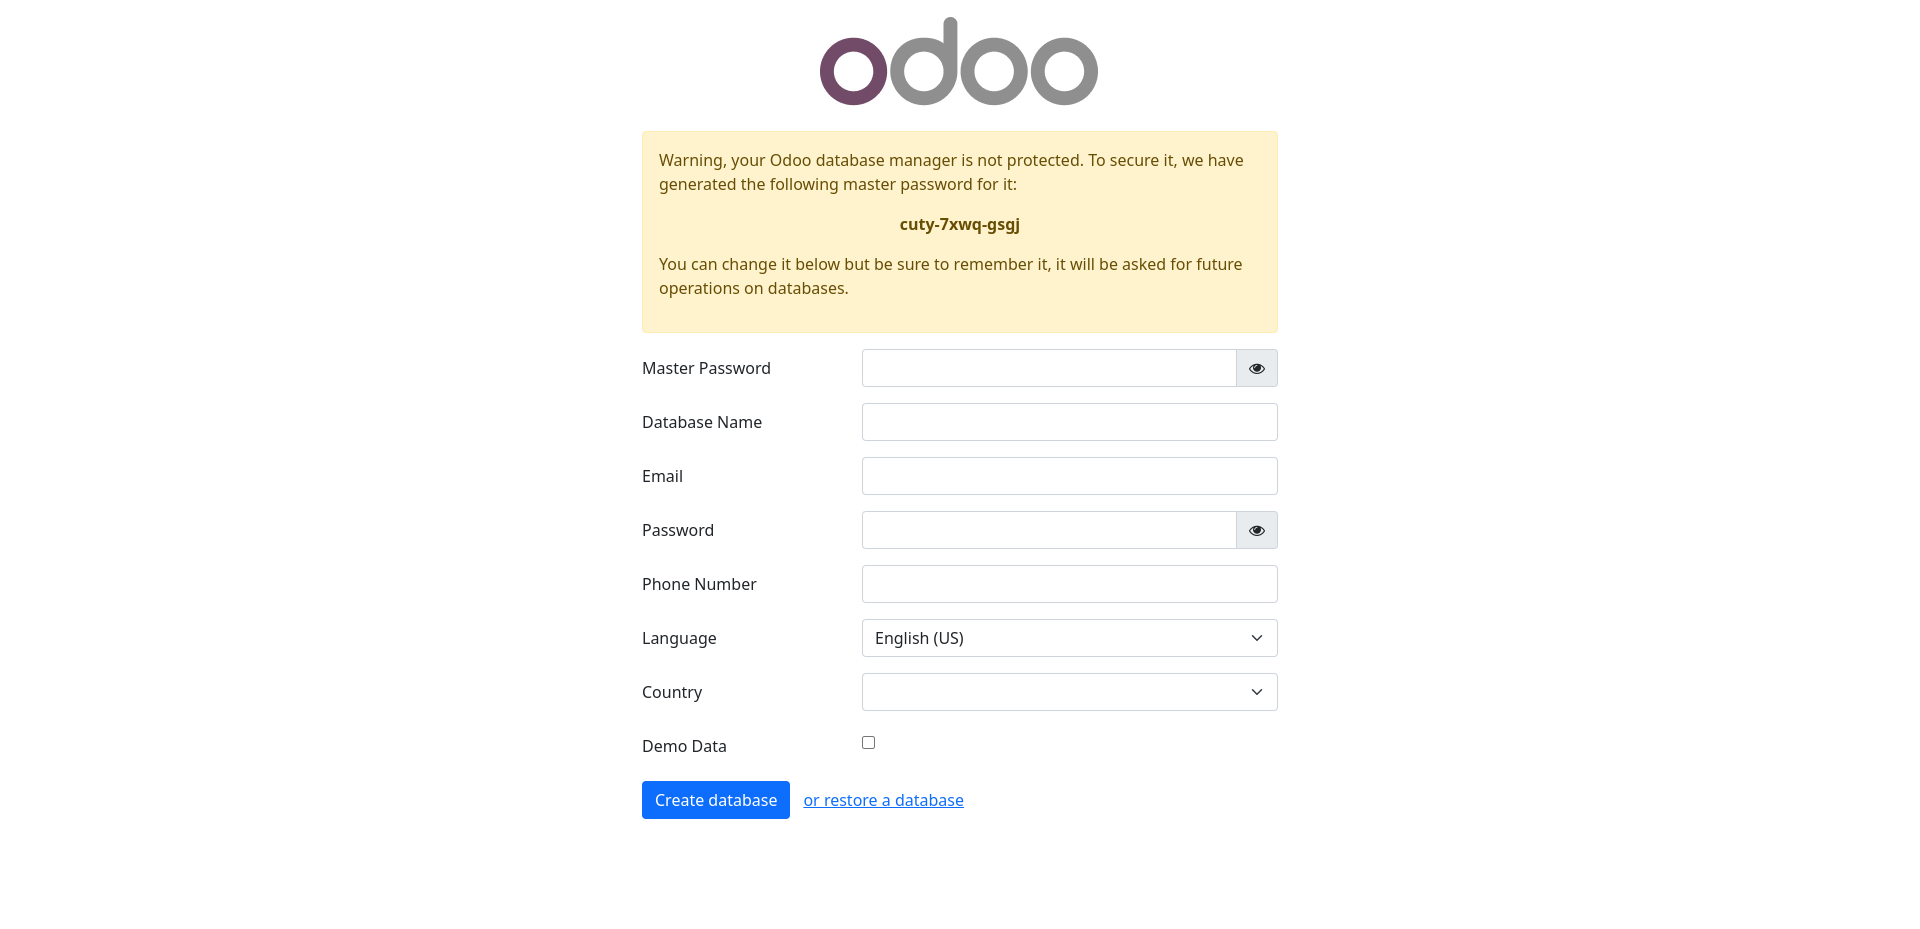 odoo
Warning, your Odoo database manager is not protected. To secure it, we have
generated the following master password for it:
cuty-7xwq-gsgj
You can change it below but be sure to remember it, it will be asked for future
operations on databases.
Master Password
Database Name
Email
Password
Phone Number
Language English (US)
Country
Demo Data
Create database or restore a database